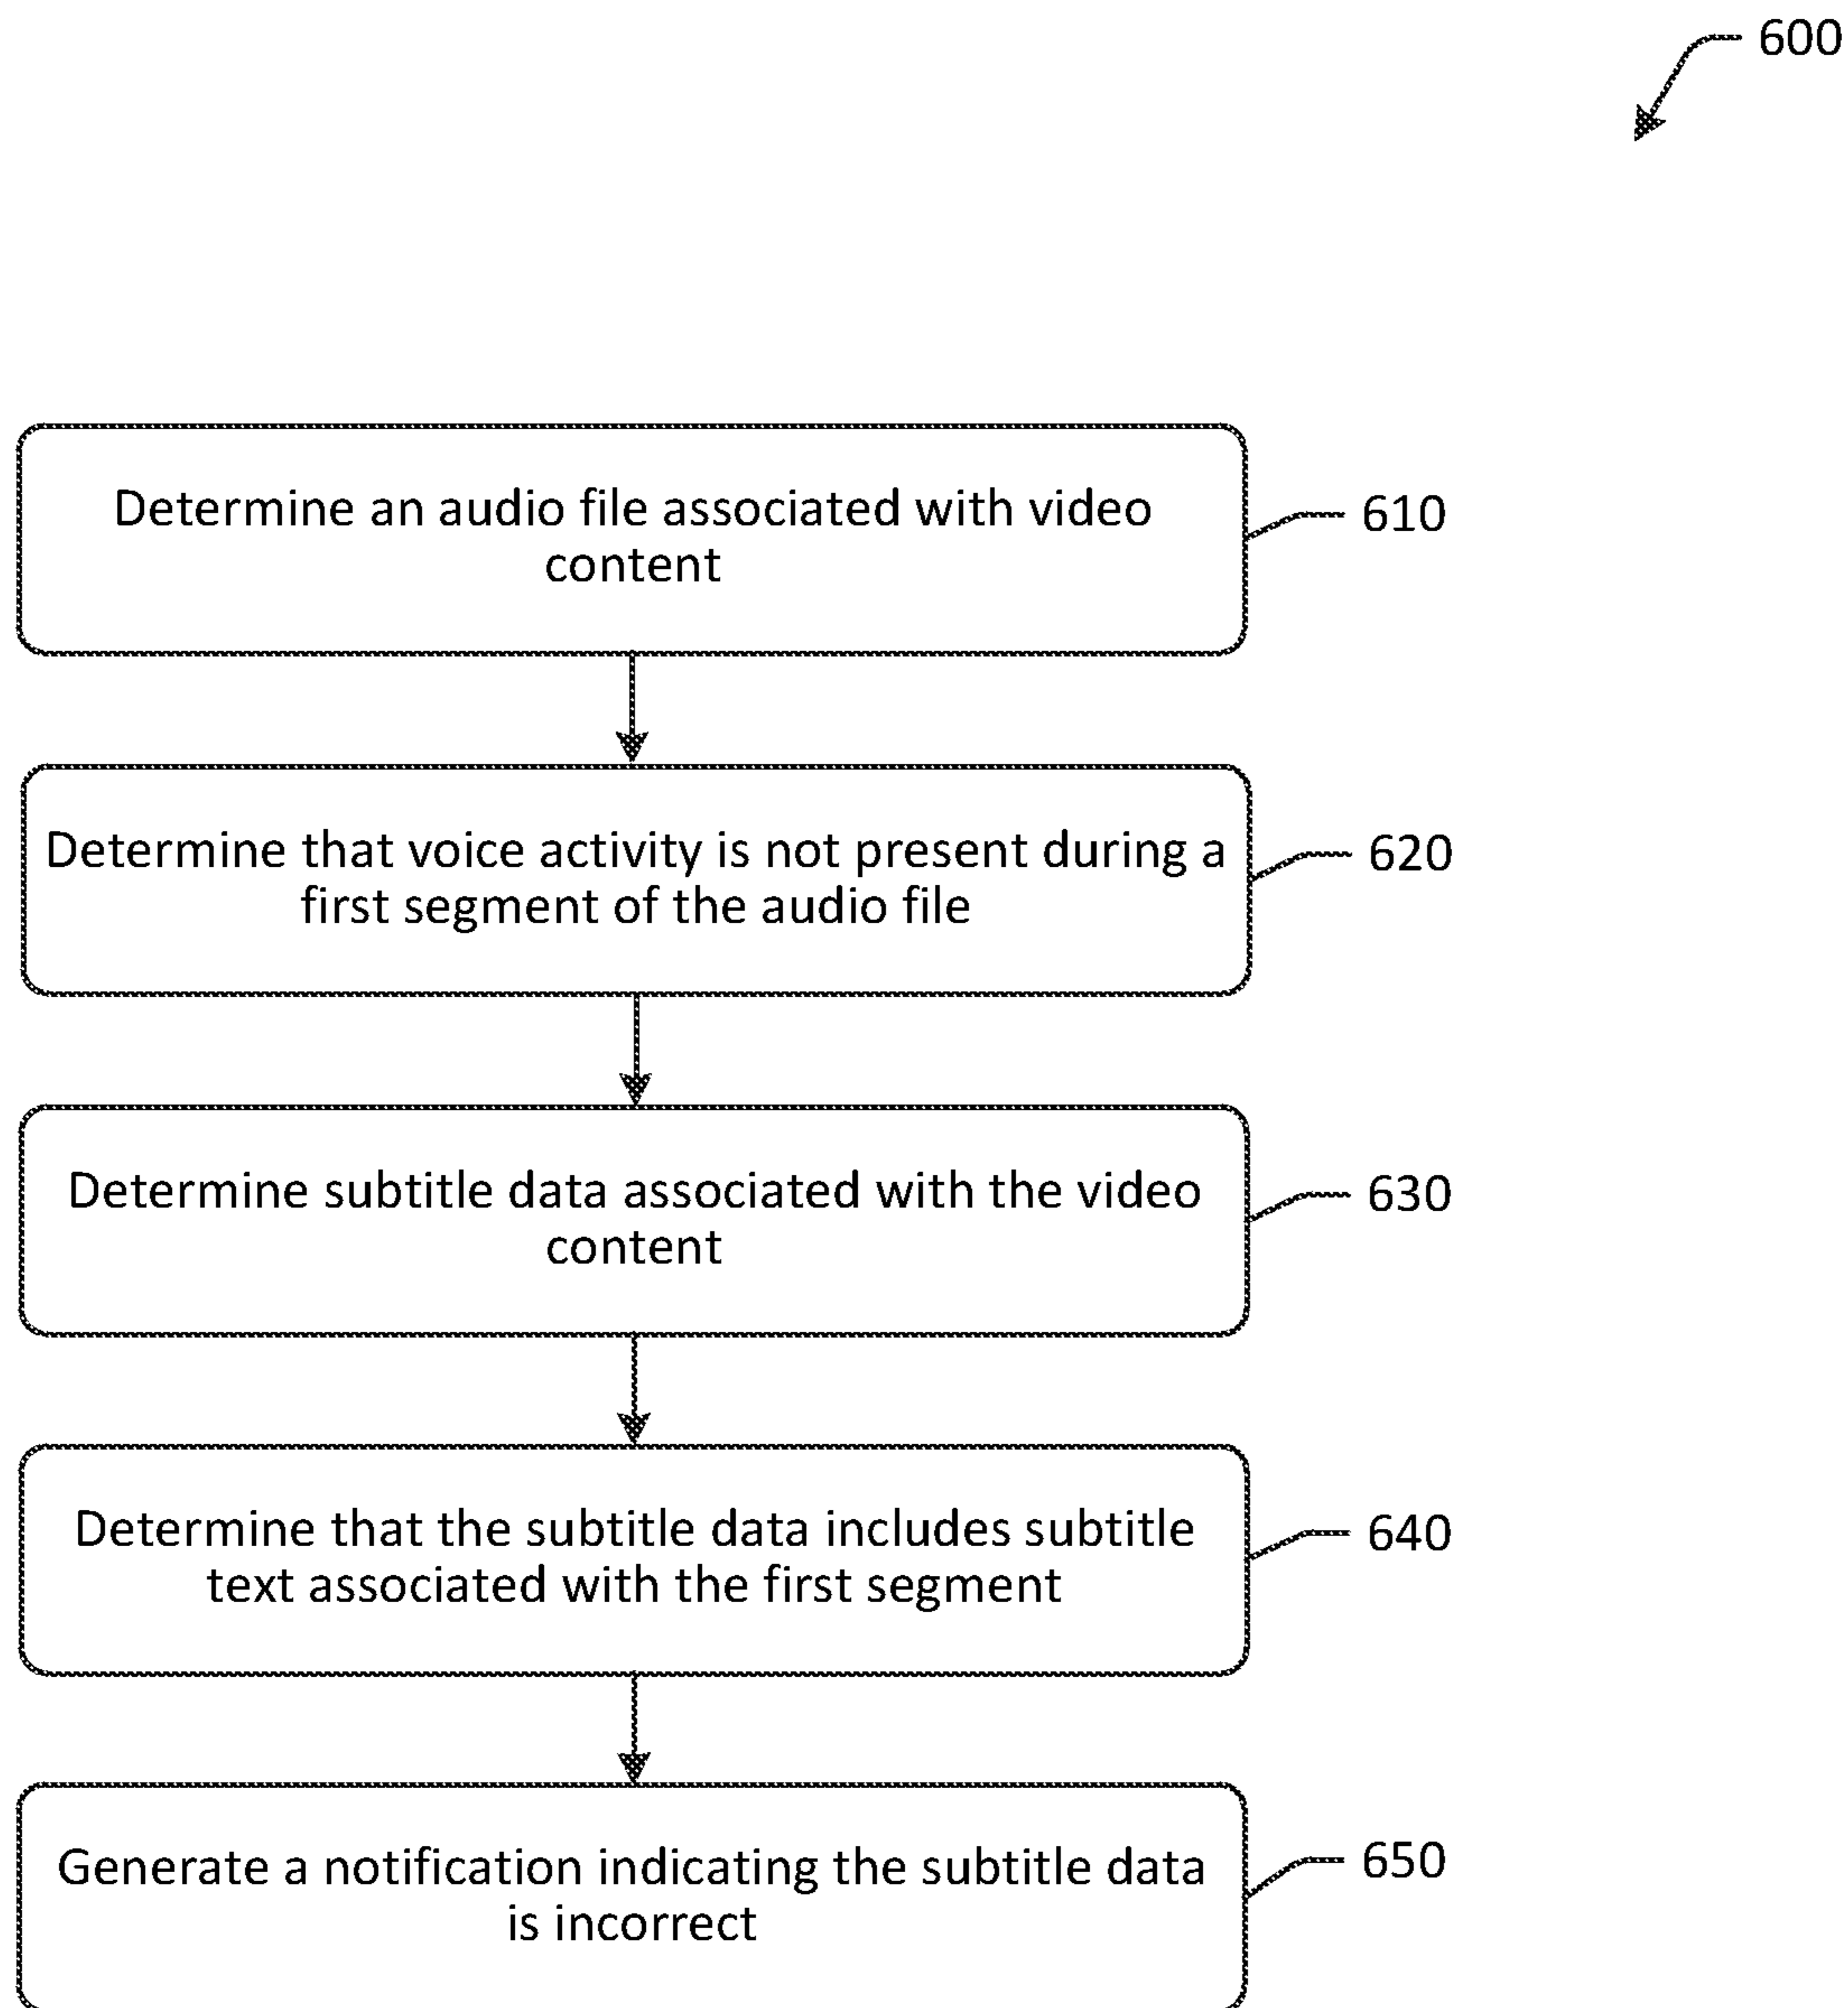 600
Determine an audio file associated with video
content
610
Determine that voice activity is not present during a
first segment of the audio file
620
Determine subtitle data associated with the video
content
630
Determine that the subtitle data includes subtitle
text associated with the first segment
640
Generate a notification indicating the subtitle data
is incorrect
650